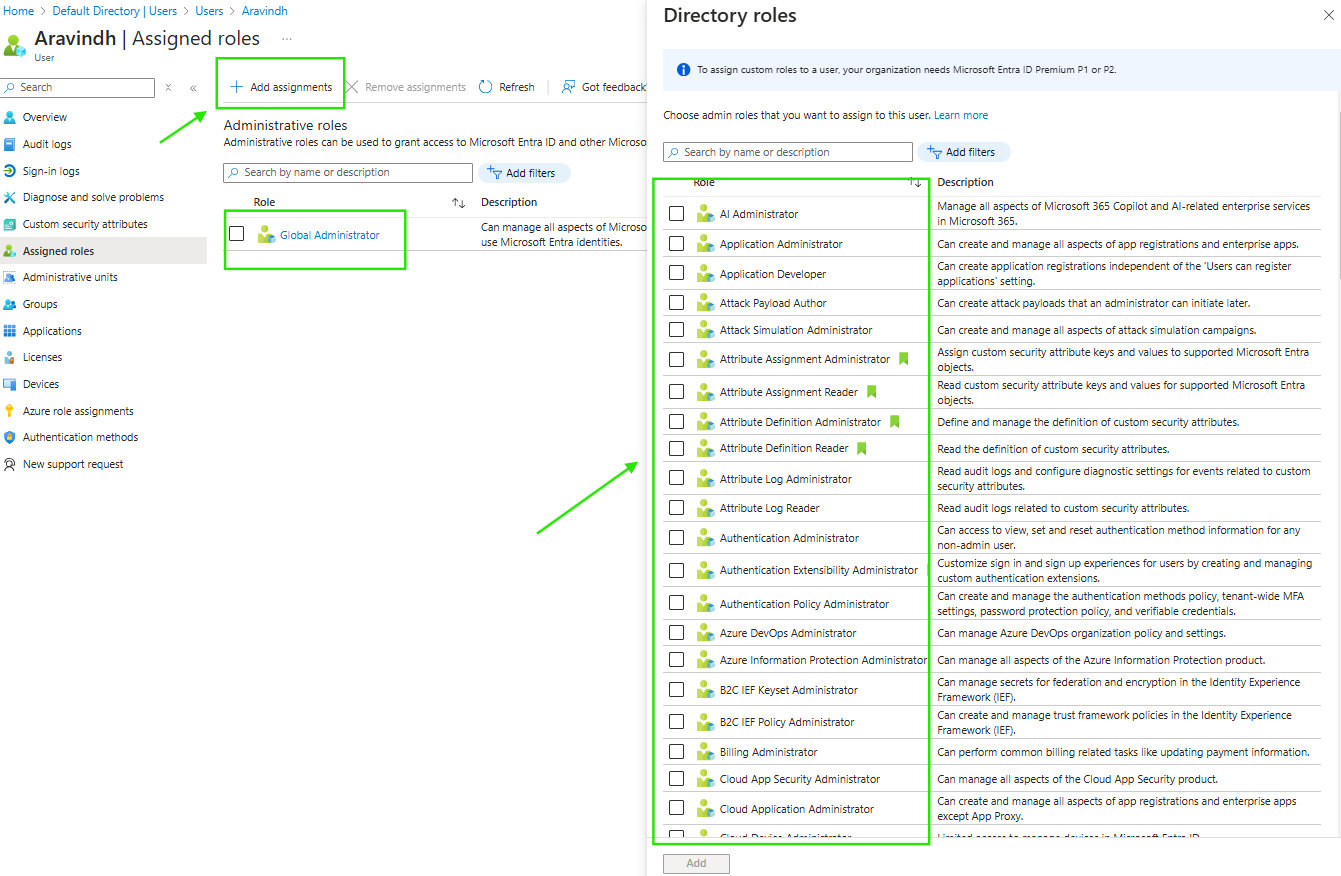 Home > Default Directory | Users > Users > Aravindh
Aravindh | Assigned roles ...
User
Search
Overview
Audit logs
Sign-in logs
Diagnose and solve problems
Custom security attributes
Assigned roles
Administrative units
Groups
Applications
Licenses
Devices
Azure role assignments
Authentication methods
New support request
Add assignments Remove assignments Refresh Got feedback
Administrative roles
Administrative roles can be used to grant access to Microsoft Entra ID and other Microso
Search by name or description Add filters
Role Description
Global Administrator Can manage all aspects of Microso
use Microsoft Entra identities.
Directory roles
To assign custom roles to a user, your organization needs Microsoft Entra ID Premium P1 or P2.
Choose admin roles that you want to assign to this user. Learn more
Search by name or description Add filters
Role Description
AI Administrator Manage all aspects of Microsoft 365 Copilot and AI-related enterprise services
in Microsoft 365.
Application Administrator Can create and manage all aspects of app registrations and enterprise apps.
Application Developer Can create application registrations independent of the 'Users can register
applications' setting.
Attack Payload Author Can create attack payloads that an administrator can initiate later.
Attack Simulation Administrator Can create and manage all aspects of attack simulation campaigns.
Attribute Assignment Administrator Assign custom security attribute keys and values to supported Microsoft Entra
objects.
Attribute Assignment Reader Read custom security attribute keys and values for supported Microsoft Entra
objects.
Attribute Definition Administrator Define and manage the definition of custom security attributes.
Attribute Definition Reader Read the definition of custom security attributes.
Attribute Log Administrator Read audit logs and configure diagnostic settings for events related to custom
security attributes.
Attribute Log Reader Read audit logs related to custom security attributes.
Authentication Administrator Can access to view, set and reset authentication method information for any
non-admin user.
Authentication Extensibility Administrator Customize sign in and sign up experiences for users by creating and managing
custom authentication extensions.
Authentication Policy Administrator Can create and manage the authentication methods policy, tenant-wide MFA
settings, password protection policy, and verifiable credentials.
Azure DevOps Administrator Can manage Azure DevOps organization policy and settings.
Azure Information Protection Administrator Can manage all aspects of the Azure Information Protection product.
B2C IEF Keyset Administrator Can manage secrets for federation and encryption in the Identity Experience
Framework (IEF).
B2C IEF Policy Administrator Can create and manage trust framework policies in the Identity Experience
Framework (IEF).
Billing Administrator Can perform common billing related tasks like updating payment information.
Cloud App Security Administrator Can manage all aspects of the Cloud App Security product.
Cloud Application Administrator Can create and manage all aspects of app registrations and enterprise apps
except App Proxy.
Cloud Device Administrator Limited access to manage devices in Microsoft Entra ID.
Add